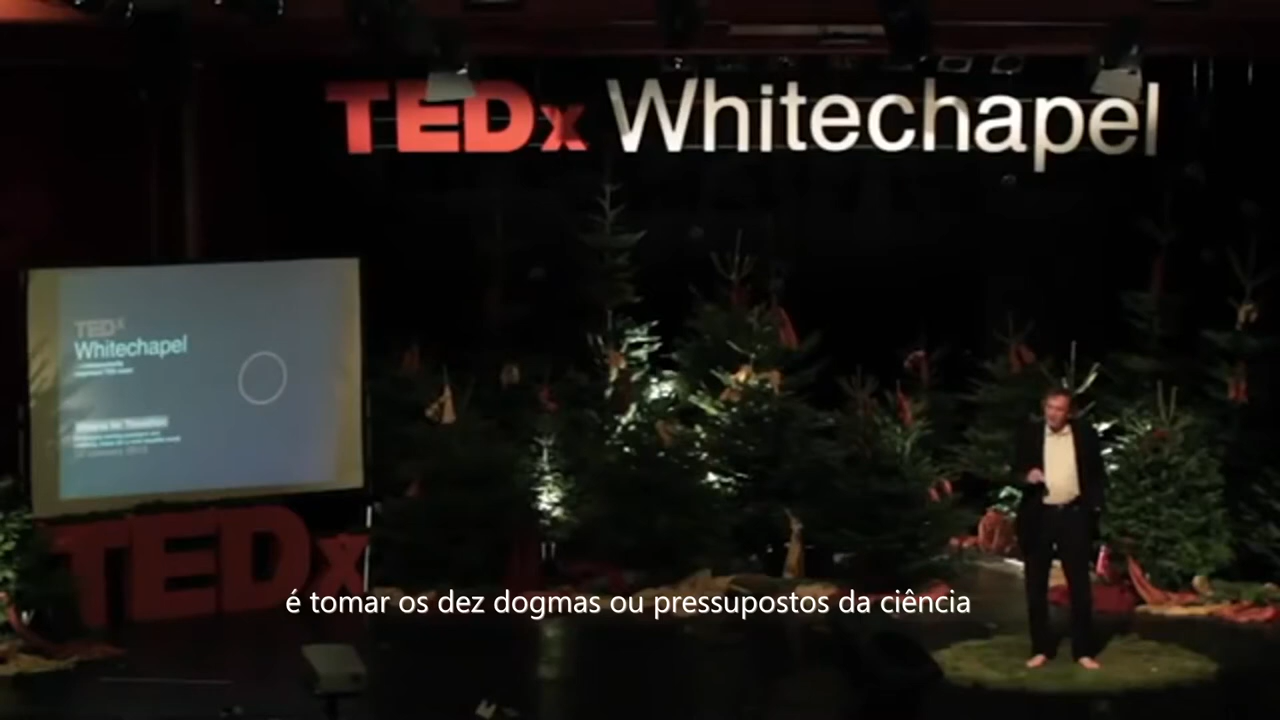 TEDx Whitechapel
TEDx
Whitechapel
TEDx
é tomar os dez dogmas ou pressupostos da ciência